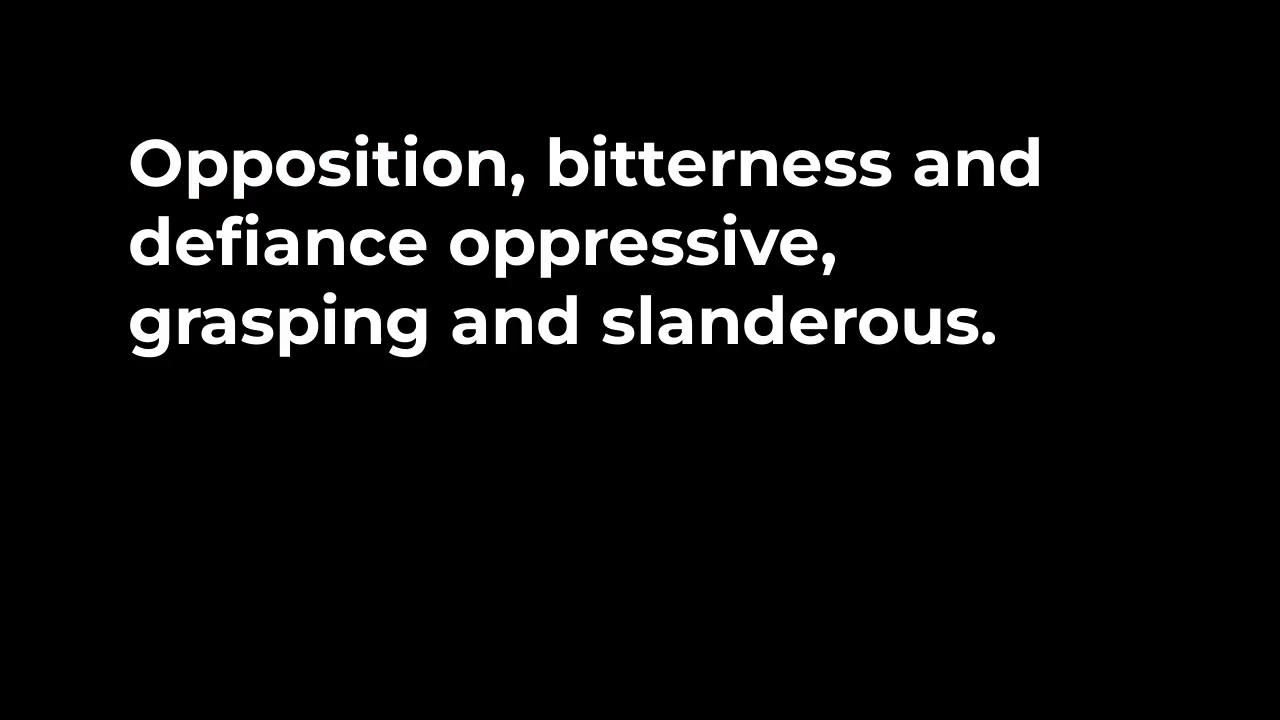 Opposition, bitterness and
defiance oppressive,
grasping and slanderous.